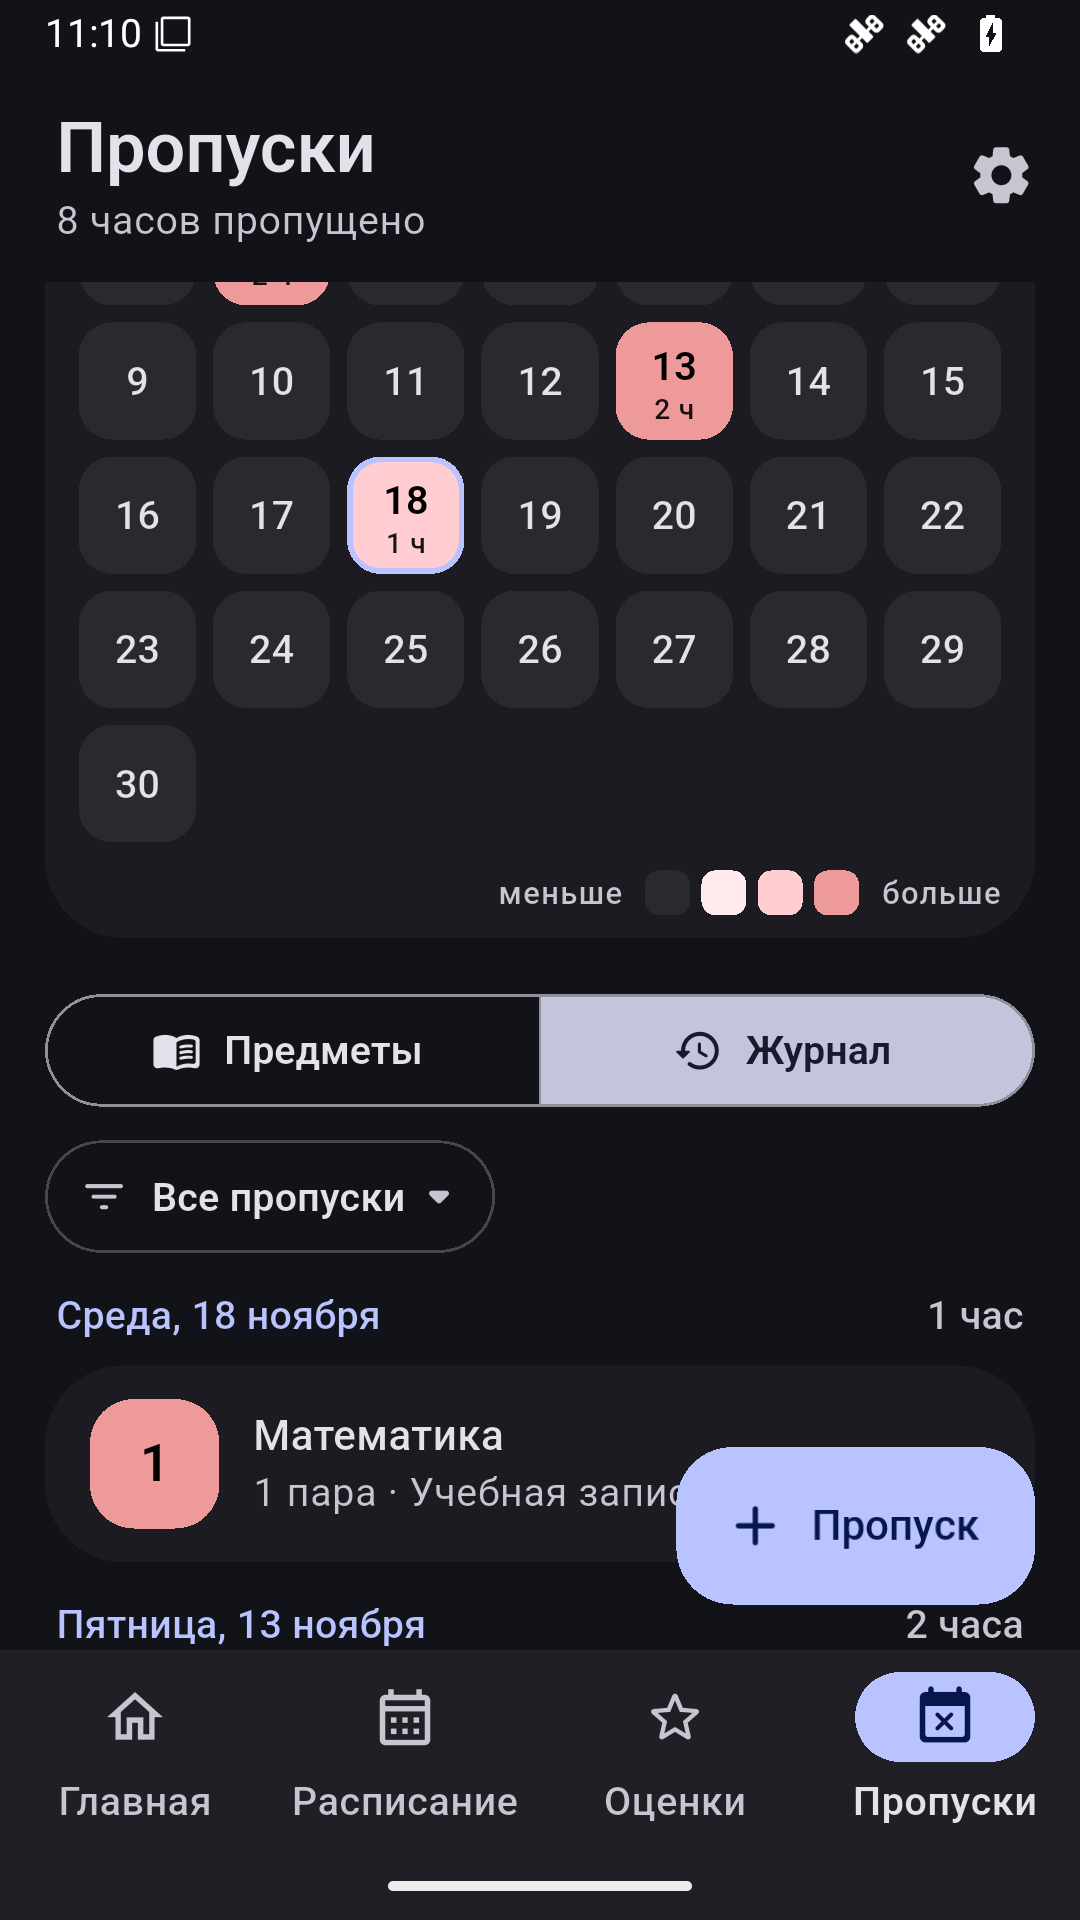 11:10
Пропуски
8 часов пропущено
9 10 11 12 13 14 15
2 ч
16 17 18 19 20 21 22
1 ч
23 24 25 26 27 28 29
30
меньше больше
Предметы Журнал
Все пропуски
Среда, 18 ноября 1 час
1 Математика
1 пара · Учебная
+ Пропуск
Пятница, 13 ноября 2 часа
Главная Расписание Оценки Пропуски